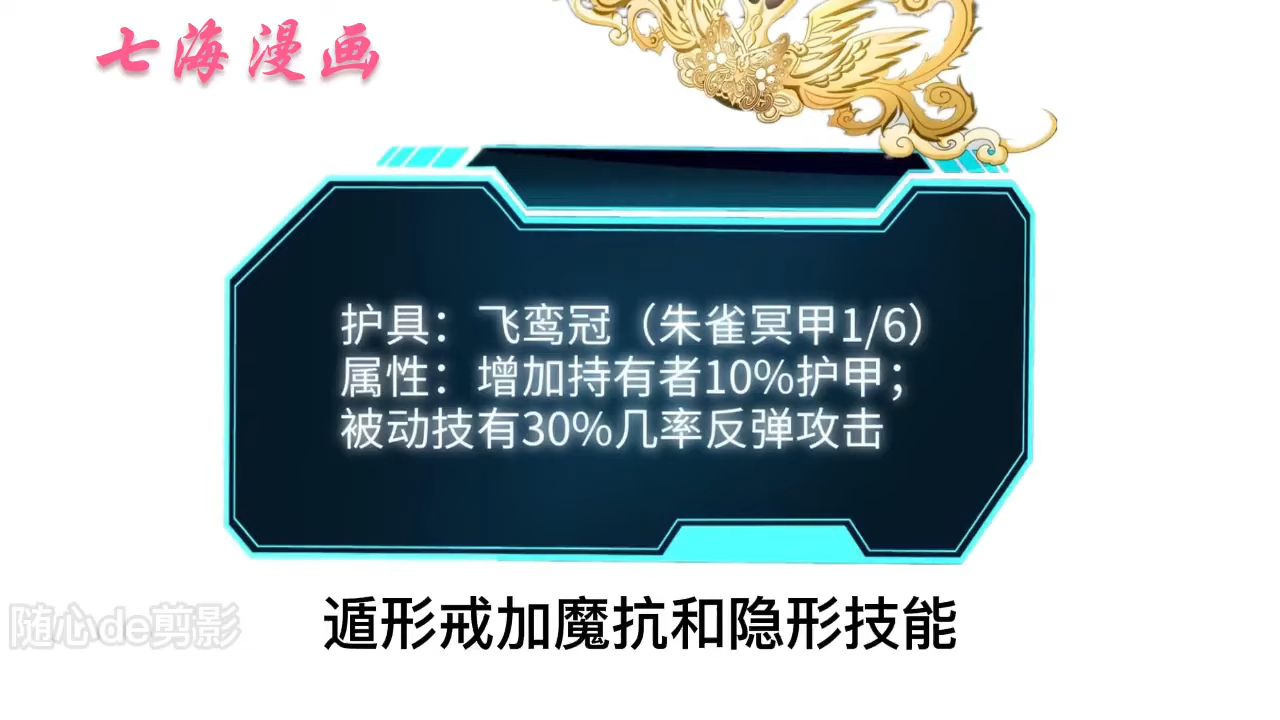 七海漫画
护具：飞鸾冠（朱雀冥甲1/6）
属性：增加持有者10%护甲；
被动技有30%几率反弹攻击
随心de剪影
遁形戒加魔抗和隐形技能